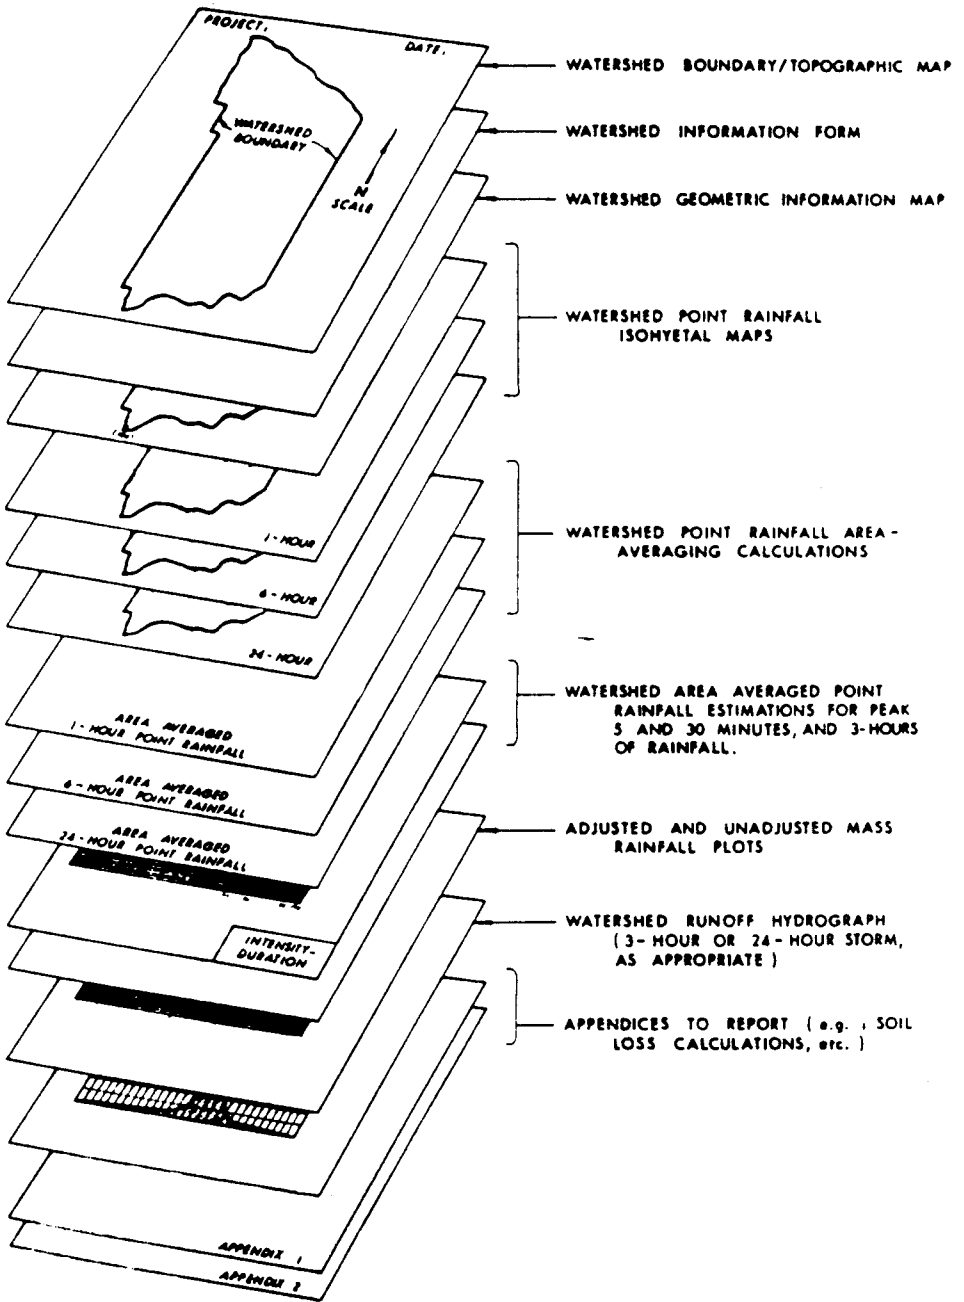 PROJECT:
DATE:
WATERSHED
BOUNDARY
N
SCALE
1-HOUR
6-HOUR
24-HOUR
AREA AVERAGED
1-HOUR POINT RAINFALL
AREA AVERAGED
6-HOUR POINT RAINFALL
AREA AVERAGED
24-HOUR POINT RAINFALL
INTENSITY-
DURATION
APPENDIX 1
APPENDIX 2
WATERSHED BOUNDARY/TOPOGRAPHIC MAP
WATERSHED INFORMATION FORM
WATERSHED GEOMETRIC INFORMATION MAP
WATERSHED POINT RAINFALL
ISOHYETAL MAPS
WATERSHED POINT RAINFALL AREA-
AVERAGING CALCULATIONS
WATERSHED AREA AVERAGED POINT
RAINFALL ESTIMATIONS FOR PEAK
5 AND 30 MINUTES, AND 3-HOURS
OF RAINFALL.
ADJUSTED AND UNADJUSTED MASS
RAINFALL PLOTS
WATERSHED RUNOFF HYDROGRAPH
(3-HOUR OR 24-HOUR STORM,
AS APPROPRIATE)
APPENDICES TO REPORT (e.g., SOIL
LOSS CALCULATIONS, etc.)